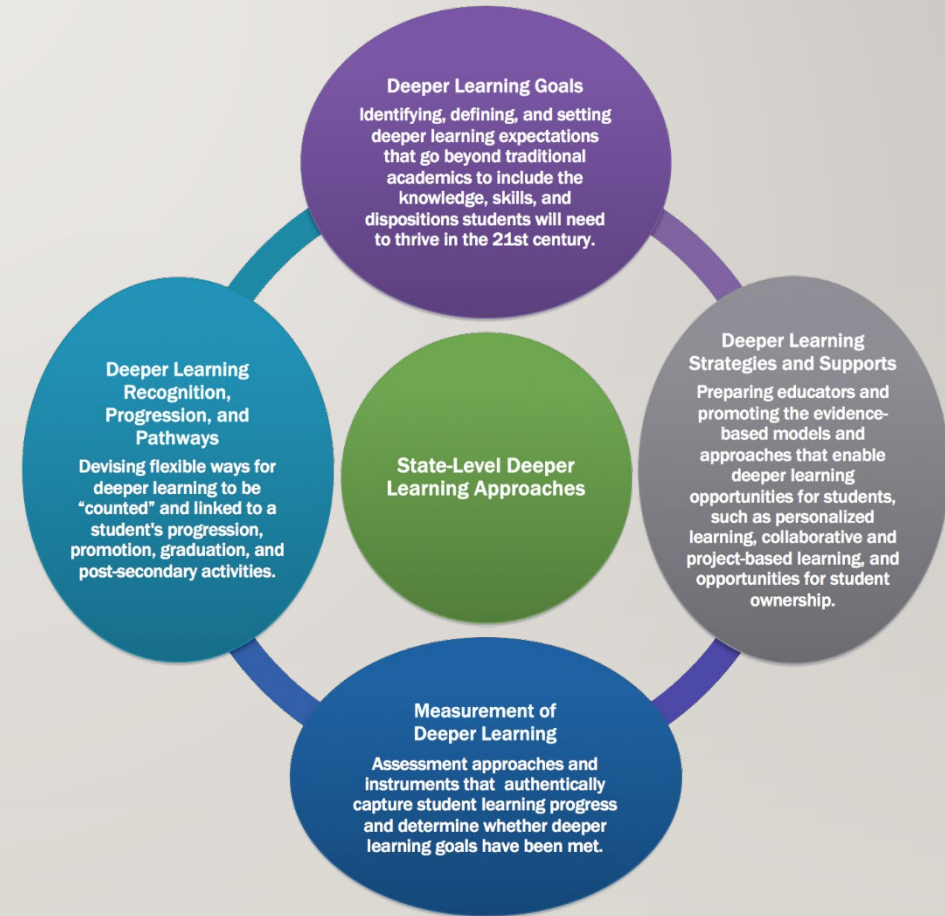 Deeper Learning Goals
Identifying, defining, and setting
deeper learning expectations
that go beyond traditional
academics to include the
knowledge, skills, and
dispositions students will need
to thrive in the 21st century.
Deeper Learning
Strategies and Supports
Preparing educators and
promoting the evidence-
based models and
approaches that enable
deeper learning
opportunities for students,
such as personalized
learning, collaborative and
project-based learning, and
opportunities for student
ownership.
Measurement of
Deeper Learning
Assessment approaches and
instruments that authentically
capture student learning progress
and determine whether deeper
learning goals have been met.
Deeper Learning
Recognition,
Progression, and
Pathways
Devising flexible ways for
deeper learning to be
“counted” and linked to a
student's progression,
promotion, graduation, and
post-secondary activities.
State-Level Deeper
Learning Approaches